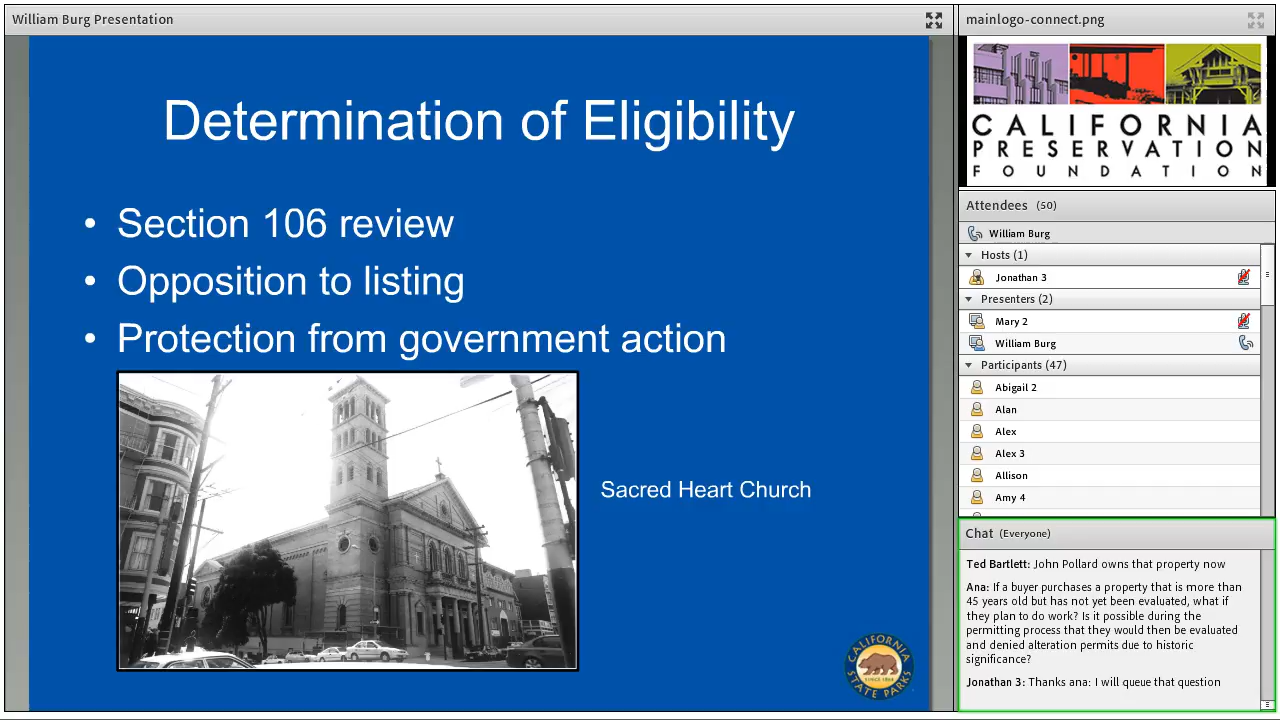 William Burg Presentation
Determination of Eligibility
• Section 106 review
• Opposition to listing
• Protection from government action
Sacred Heart Church
CALIFORNIA
SINCE 1864
STATE PARKS
mainlogo-connect.png
CALIFORNIA
PRESERVATION
FOUNDATION
Attendees (50)
William Burg
Hosts (1)
Jonathan 3
Presenters (2)
Mary 2
William Burg
Participants (47)
Abigail 2
Alan
Alex
Alex 3
Allison
Amy 4
Chat (Everyone)
Ted Bartlett: John Pollard owns that property now
Ana: If a buyer purchases a property that is more than
45 years old but has not yet been evaluated, what if
they plan to do work? Is it possible during the
permitting process that they would then be evaluated
and denied alteration permits due to historic
significance?
Jonathan 3: Thanks ana: I will queue that question